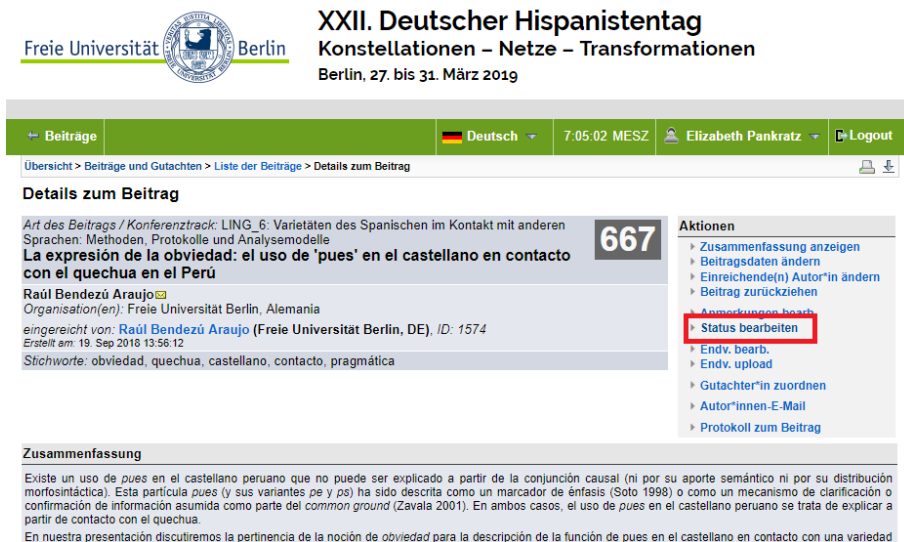 Freie Universität Berlin
XXII. Deutscher Hispanistentag
Konstellationen – Netze – Transformationen
Berlin, 27. bis 31. März 2019
Beiträge
Deutsch
7:05:02 MESZ
Elizabeth Pankratz
Logout
Übersicht > Beiträge und Gutachten > Liste der Beiträge > Details zum Beitrag
Details zum Beitrag
Art des Beitrags / Konferenztrack: LING_6: Varietäten des Spanischen im Kontakt mit anderen
Sprachen: Methoden, Protokolle und Analysemodelle
667
La expresión de la obviedad: el uso de 'pues' en el castellano en contacto
con el quechua en el Perú
Raúl Bendezú Araujo
Organisation(en): Freie Universität Berlin, Alemania
eingereicht von: Raúl Bendezú Araujo (Freie Universität Berlin, DE), ID: 1574
Erstellt am: 19. Sep 2018 13:56:12
Stichworte: obviedad, quechua, castellano, contacto, pragmática
Aktionen
Zusammenfassung anzeigen
Beitragsdaten ändern
Einreichende(n) Autor*in ändern
Beitrag zurückziehen
Anmerkungen bearb.
Status bearbeiten
Endv. bearb.
Endv. upload
Gutachter*in zuordnen
Autor*innen-E-Mail
Protokoll zum Beitrag
Zusammenfassung
Existe un uso de pues en el castellano peruano que no puede ser explicado a partir de la conjunción causal (ni por su aporte semántico ni por su distribución
morfosintáctica). Esta partícula pues (y sus variantes pe y ps) ha sido descrita como un marcador de énfasis (Soto 1998) o como un mecanismo de clarificación o
confirmación de información asumida como parte del common ground (Zavala 2001). En ambos casos, el uso de pues en el castellano peruano se trata de explicar a
partir de contacto con el quechua.
En nuestra presentación discutiremos la pertinencia de la noción de obviedad para la descripción de la función de pues en el castellano en contacto con una variedad